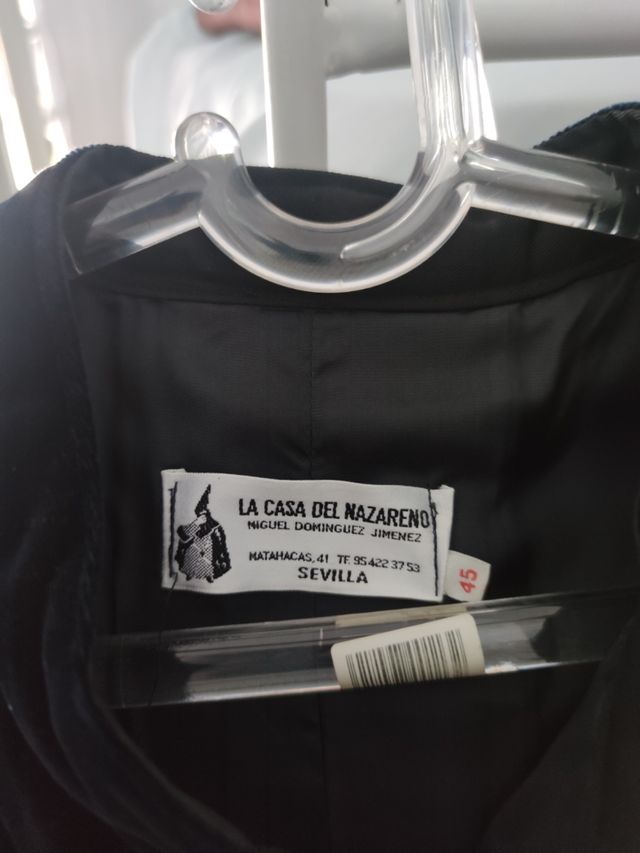 LA CASA DEL NAZARENO
MIGUEL DOMINGUEZ JIMENEZ
MATAHACAS, 41 TF. 95 422 37 53
SEVILLA
45